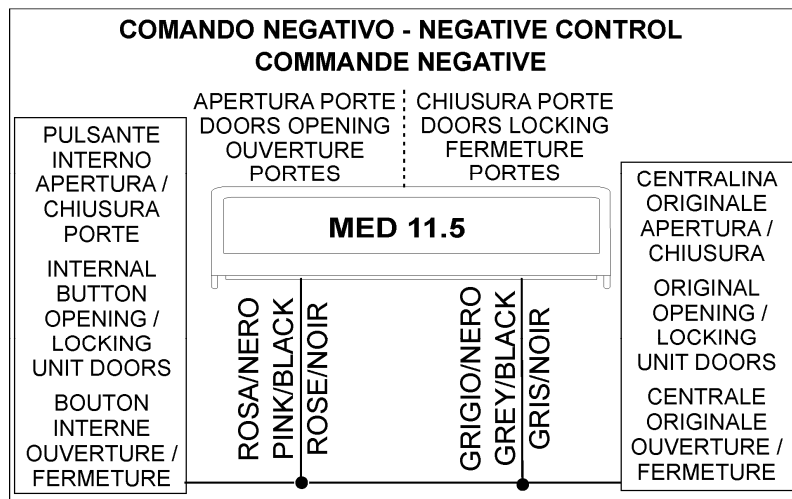 COMANDO NEGATIVO - NEGATIVE CONTROL
COMMANDE NEGATIVE
APERTURA PORTE
DOORS OPENING
OUVERTURE
PORTES
CHIUSURA PORTE
DOORS LOCKING
FERMETURE
PORTES
PULSANTE
INTERNO
APERTURA /
CHIUSURA
PORTE
INTERNAL
BUTTON
OPENING /
LOCKING
UNIT DOORS
BOUTON
INTERNE
OUVERTURE /
FERMETURE
MED 11.5
ROSA/NERO
PINK/BLACK
ROSE/NOIR
GRIGIO/NERO
GREY/BLACK
GRIS/NOIR
CENTRALINA
ORIGINALE
APERTURA /
CHIUSURA
ORIGINAL
OPENING /
LOCKING
UNIT DOORS
CENTRALE
ORIGINALE
OUVERTURE /
FERMETURE